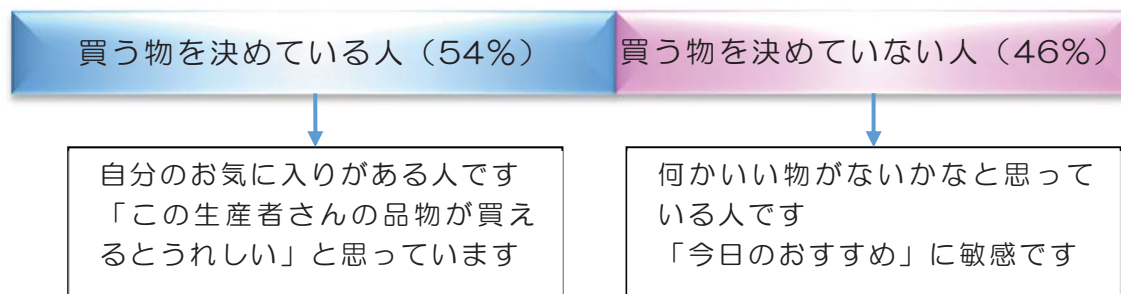 買う物を決めている人（54%）
買う物を決めていない人（46%）
自分のお気に入りがある人です
「この生産者さんの品物が買え
るとうれしい」と思っています
何かいい物がないかなと思って
いる人です
「今日のおすすめ」に敏感です